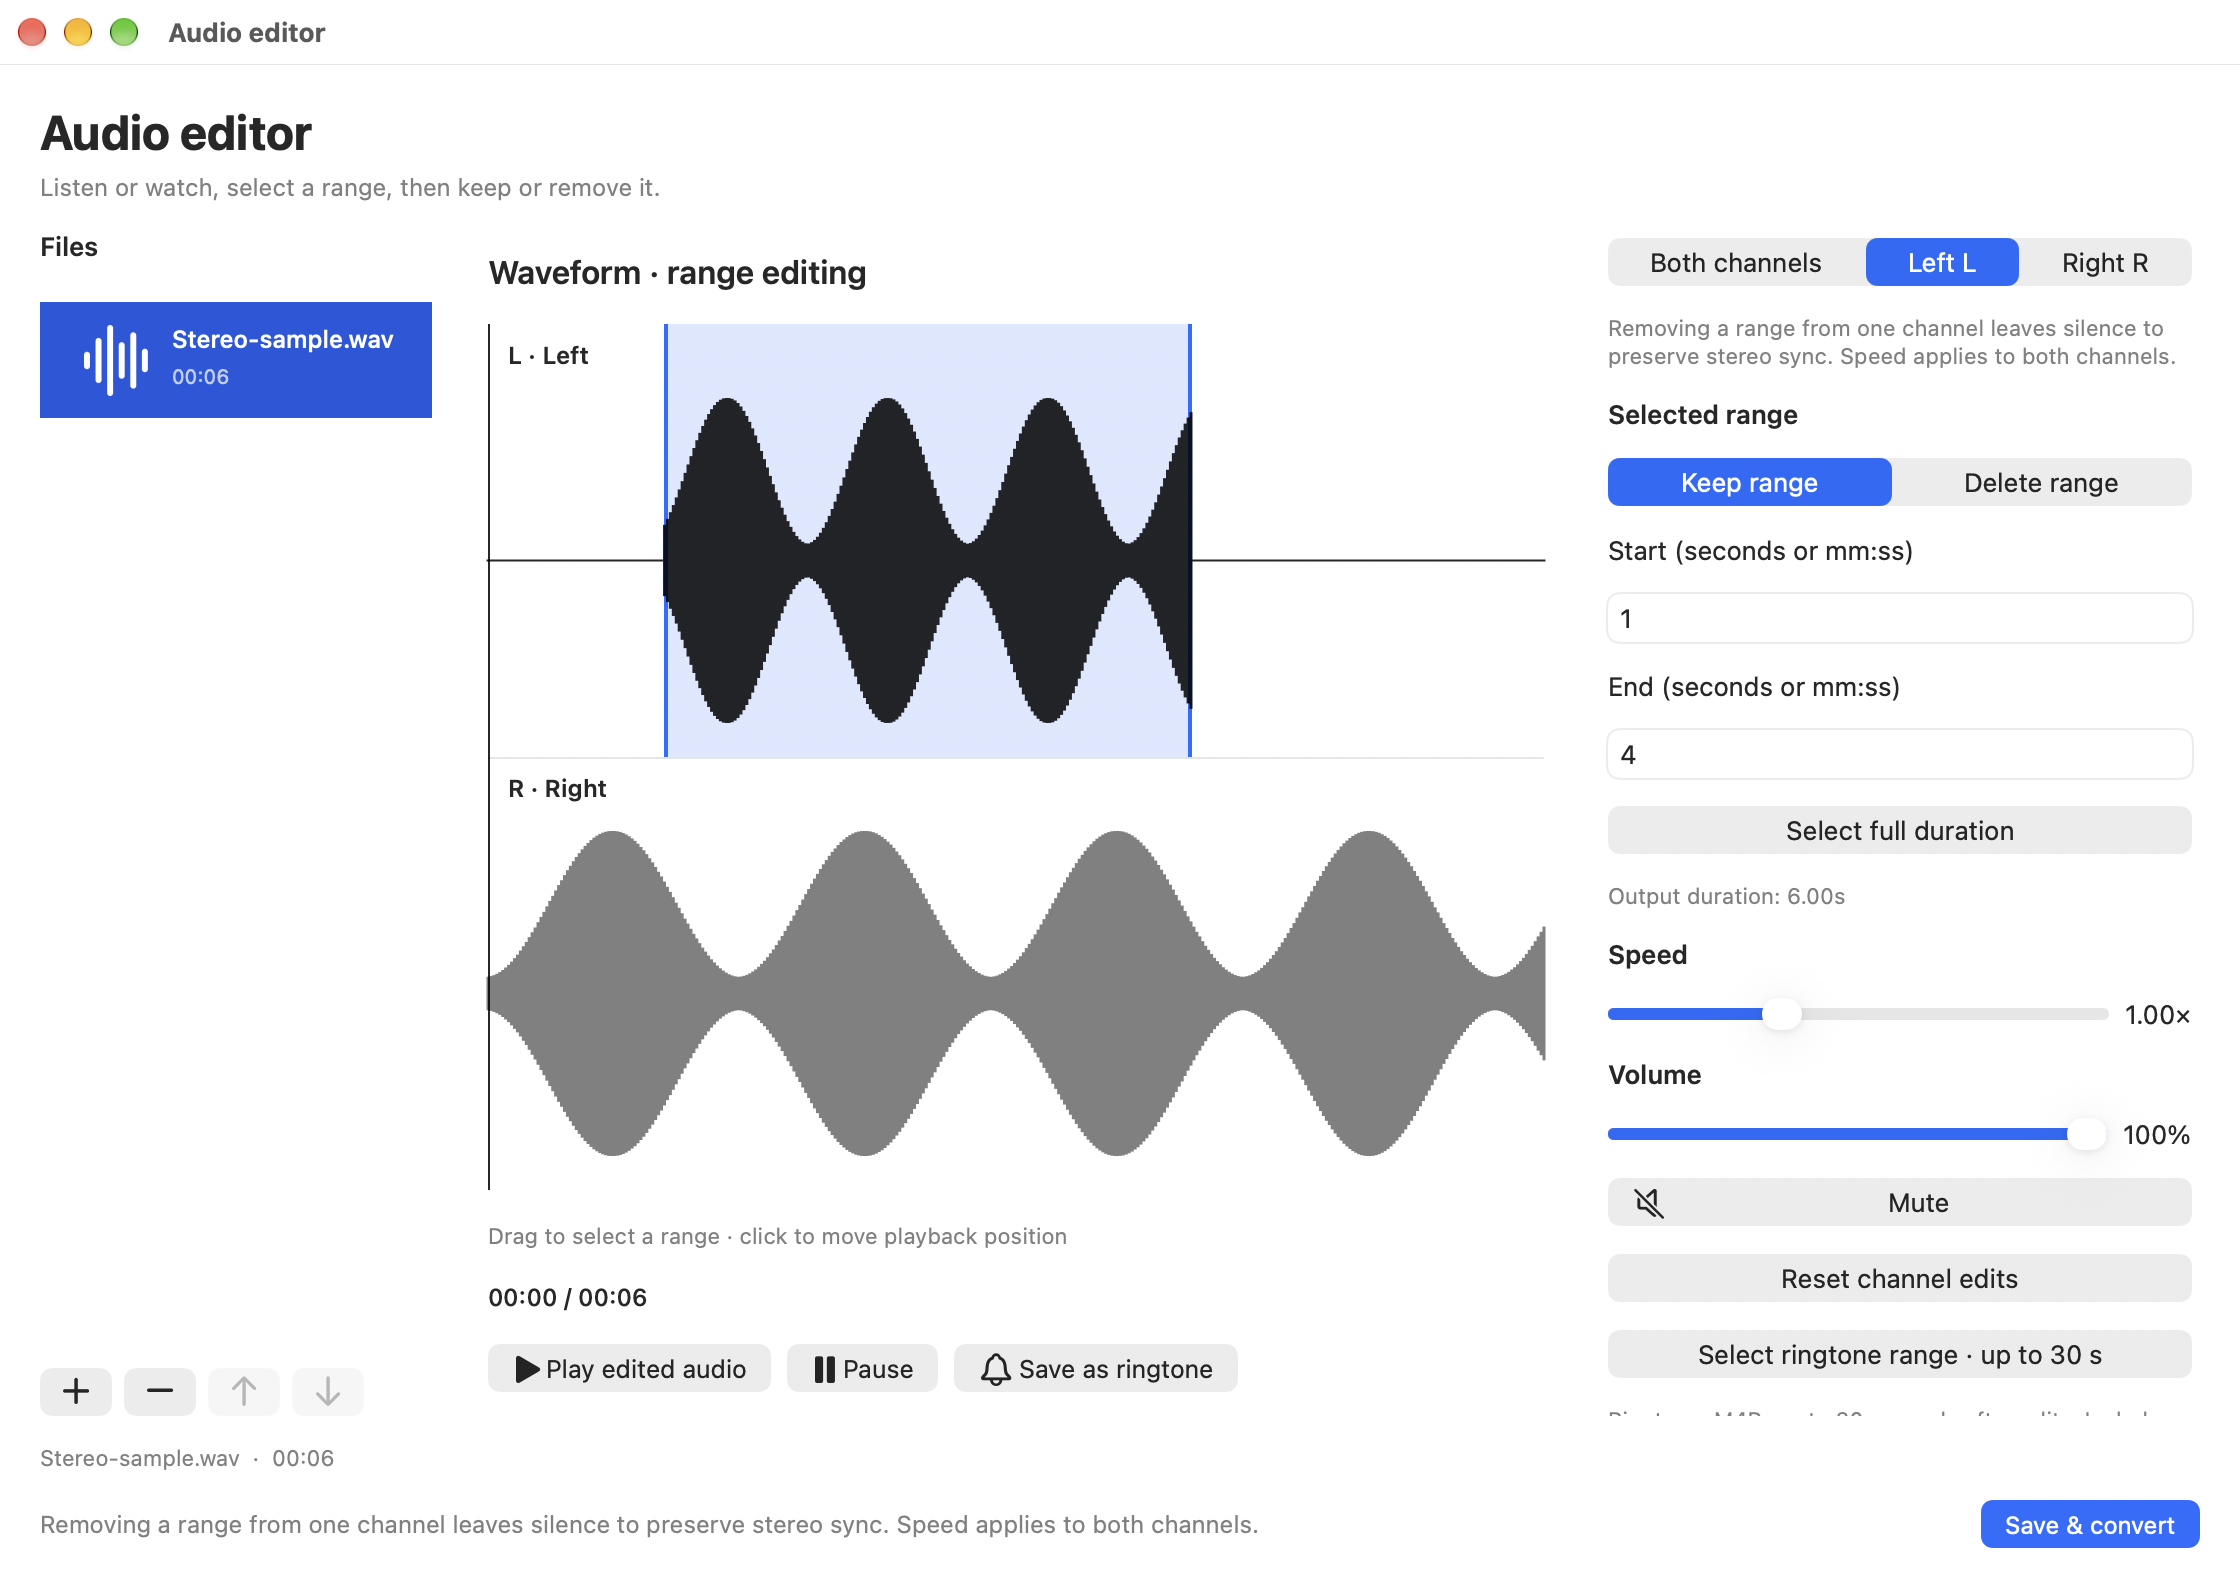 Audio editor
Audio editor
Listen or watch, select a range, then keep or remove it.
Files
Stereo-sample.wav
00:06
Waveform · range editing
L · Left
R · Right
Drag to select a range · click to move playback position
00:00 / 00:06
Play edited audio
Pause
Save as ringtone
Both channels
Left L
Right R
Removing a range from one channel leaves silence to
preserve stereo sync. Speed applies to both channels.
Selected range
Keep range
Delete range
Start (seconds or mm:ss)
1
End (seconds or mm:ss)
4
Select full duration
Output duration: 6.00s
Speed
1.00×
Volume
100%
Mute
Reset channel edits
Select ringtone range · up to 30 s
Stereo-sample.wav · 00:06
Removing a range from one channel leaves silence to preserve stereo sync. Speed applies to both channels.
Save & convert